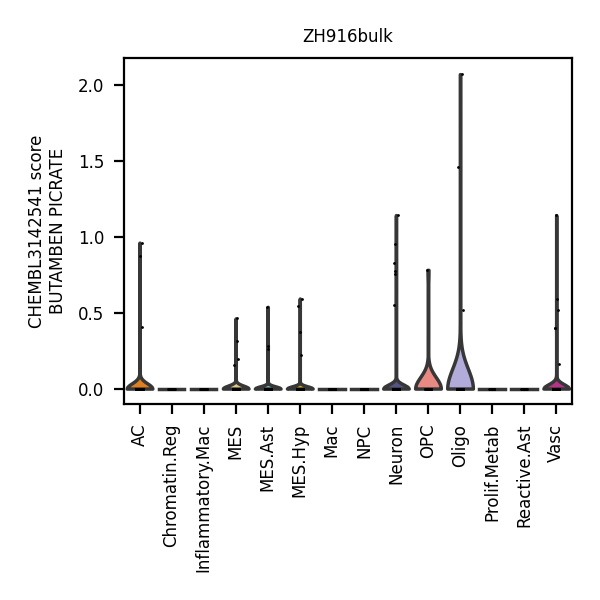 ZH916bulk
CHEMBL3142541 score
BUTAMBEN PICRATE
2.0
1.5
1.0
0.5
0.0
AC
Chromatin.Reg
Inflammatory.Mac
MES
MES.Ast
MES.Hyp
Mac
NPC
Neuron
OPC
Oligo
Prolif.Metab
Reactive.Ast
Vasc